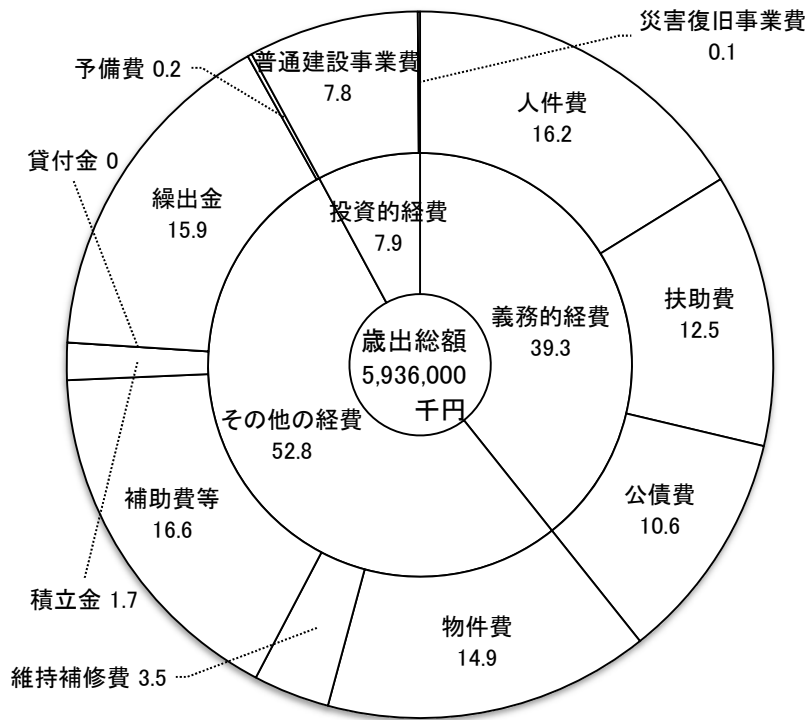 災害復旧事業費
0.1
人件費
16.2
扶助費
12.5
公債費
10.6
物件費
14.9
維持補修費 3.5
積立金 1.7
補助費等
16.6
貸付金 0
繰出金
15.9
予備費 0.2
普通建設事業費
7.8
投資的経費
7.9
義務的経費
39.3
その他の経費
52.8
歳出総額
5,936,000
千円